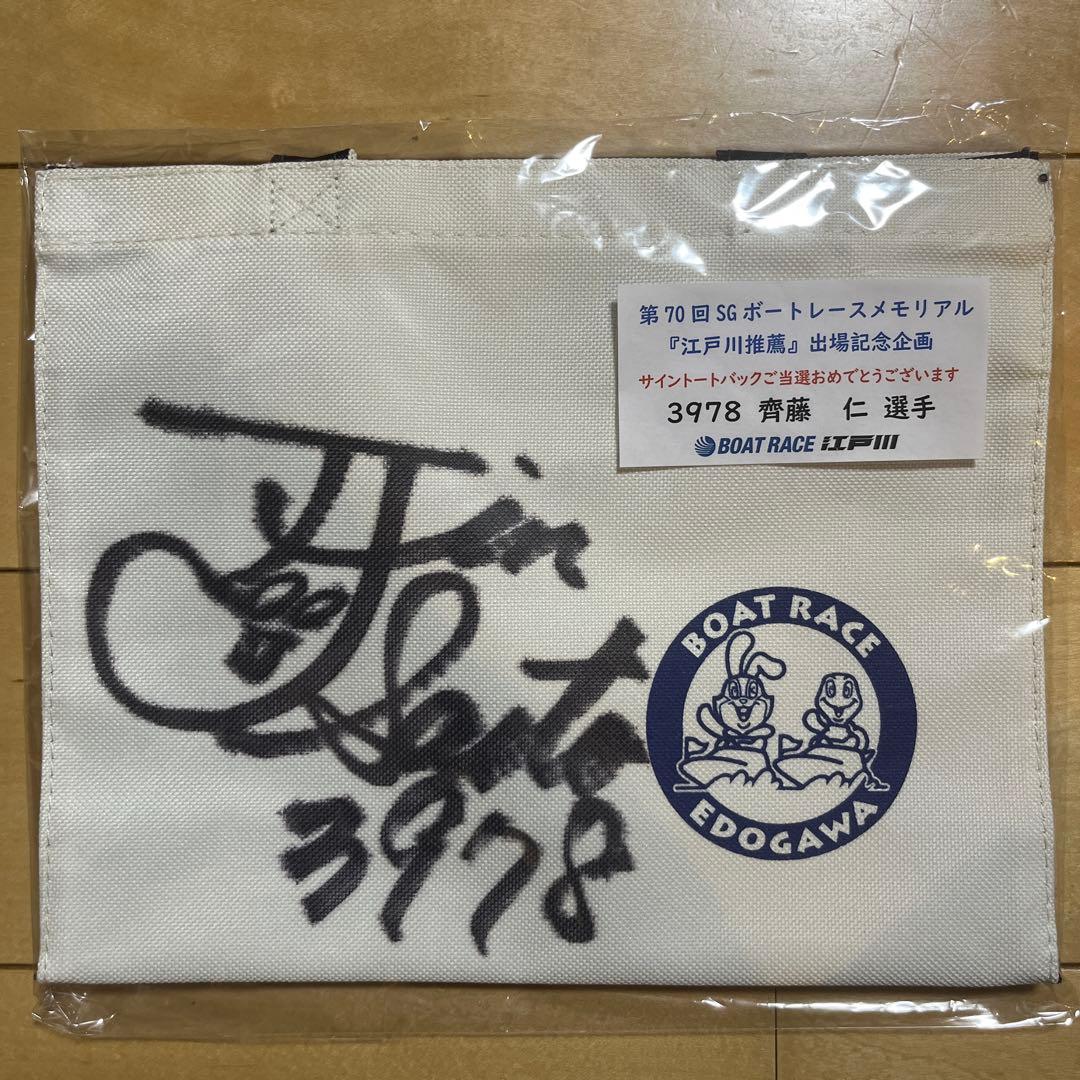 第70回SGボートレースメモリアル
『江戸川推薦』出場記念企画
サイントートバックご当選おめでとうございます
3978 齊藤 仁 選手
BOAT RACE 江戸川
Jin
3978
BOAT RACE
EDOGAWA